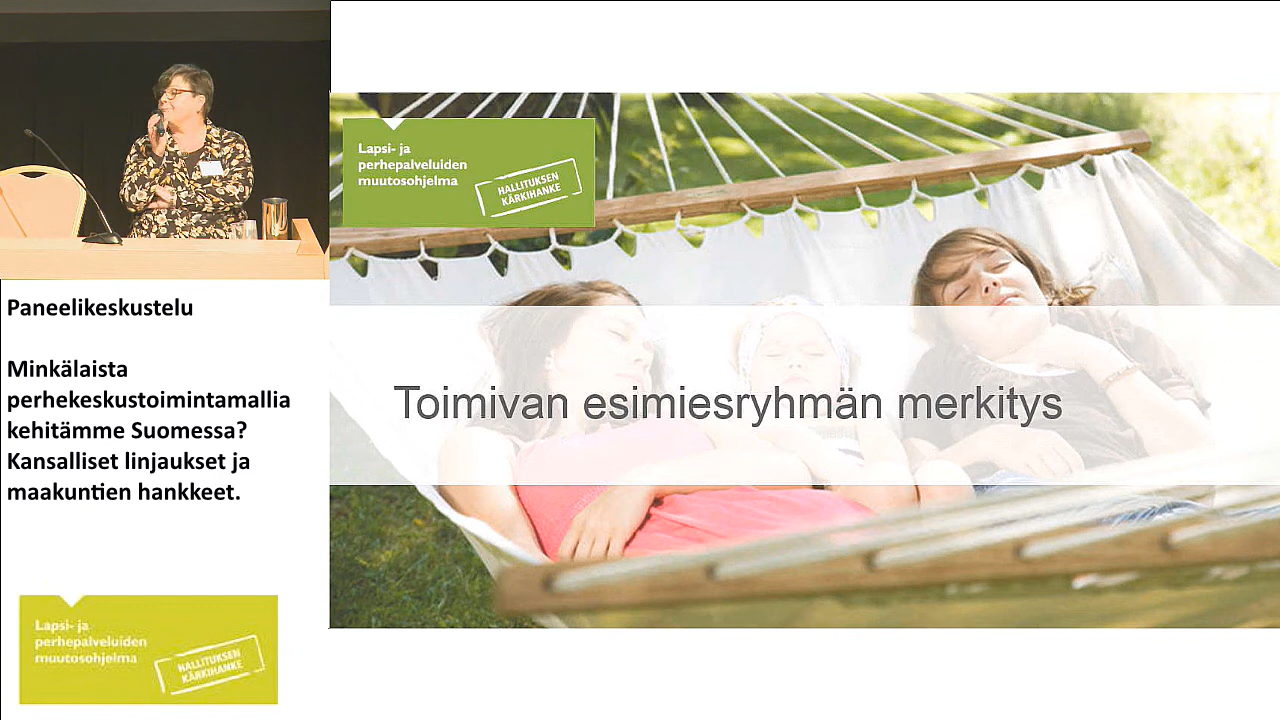 Paneelikeskustelu
Minkälaista
perhekeskustoimintamallia
kehitämme Suomessa?
Kansalliset linjaukset ja
maakuntien hankkeet.
Lapsi- ja
perhepalveluiden
muutosohjelma
HALLITUKSEN
KÄRKIHANKE
Lapsi- ja
perhepalveluiden
muutosohjelma
HALLITUKSEN
KÄRKIHANKE
Toimivan esimiesryhmän merkitys